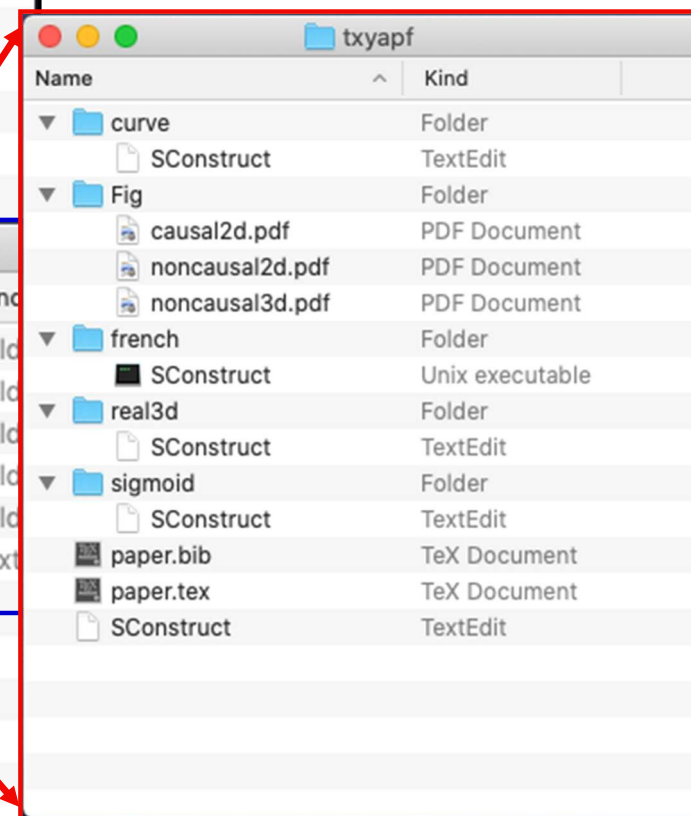 txyapf
Name Kind
curve Folder
SConstruct TextEdit
Fig Folder
causal2d.pdf PDF Document
noncausal2d.pdf PDF Document
noncausal3d.pdf PDF Document
french Folder
SConstruct Unix executable
real3d Folder
SConstruct TextEdit
sigmoid Folder
SConstruct TextEdit
paper.bib TeX Document
paper.tex TeX Document
SConstruct TextEdit